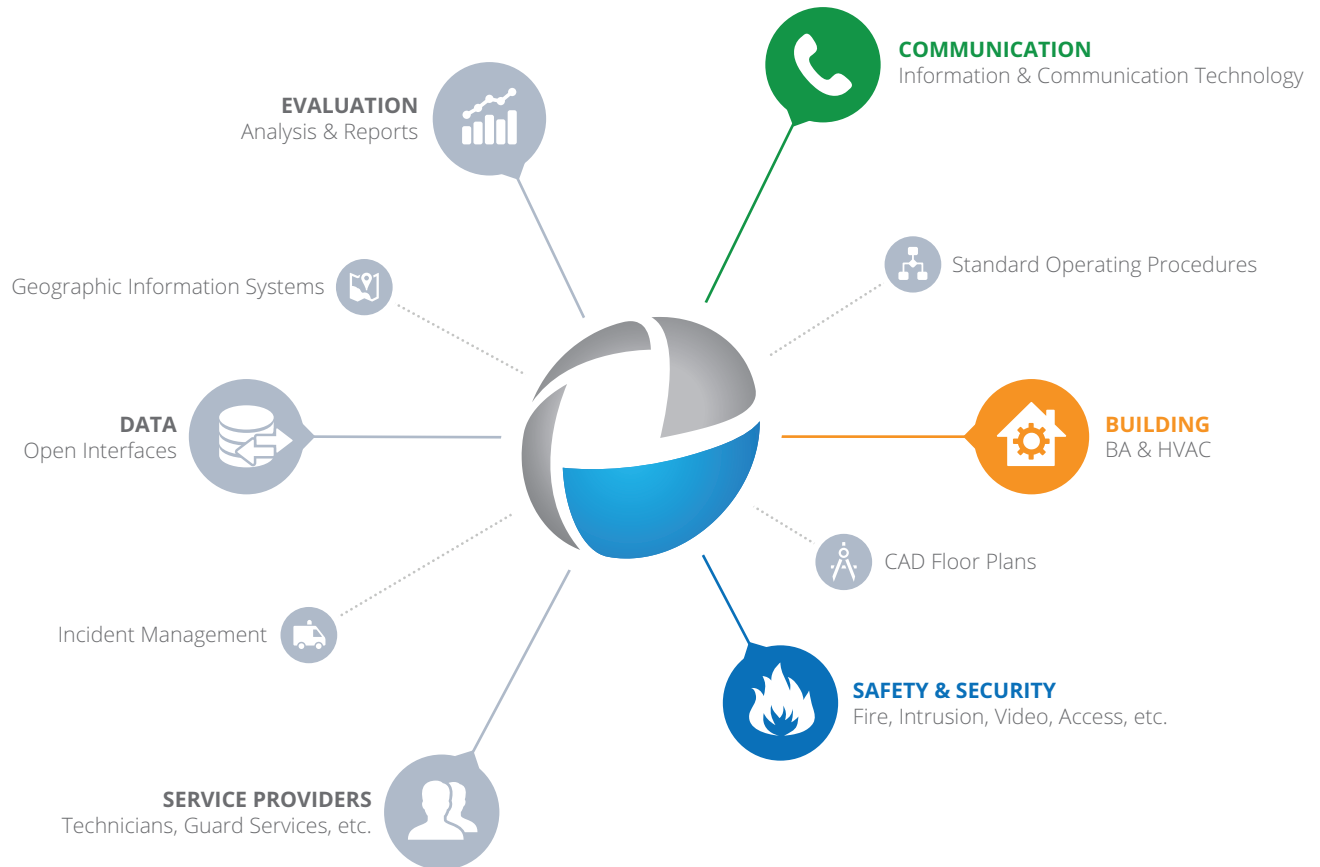 COMMUNICATION
Information & Communication Technology
EVALUATION
Analysis & Reports
Standard Operating Procedures
Geographic Information Systems
DATA
Open Interfaces
BUILDING
BA & HVAC
CAD Floor Plans
Incident Management
SAFETY & SECURITY
Fire, Intrusion, Video, Access, etc.
SERVICE PROVIDERS
Technicians, Guard Services, etc.